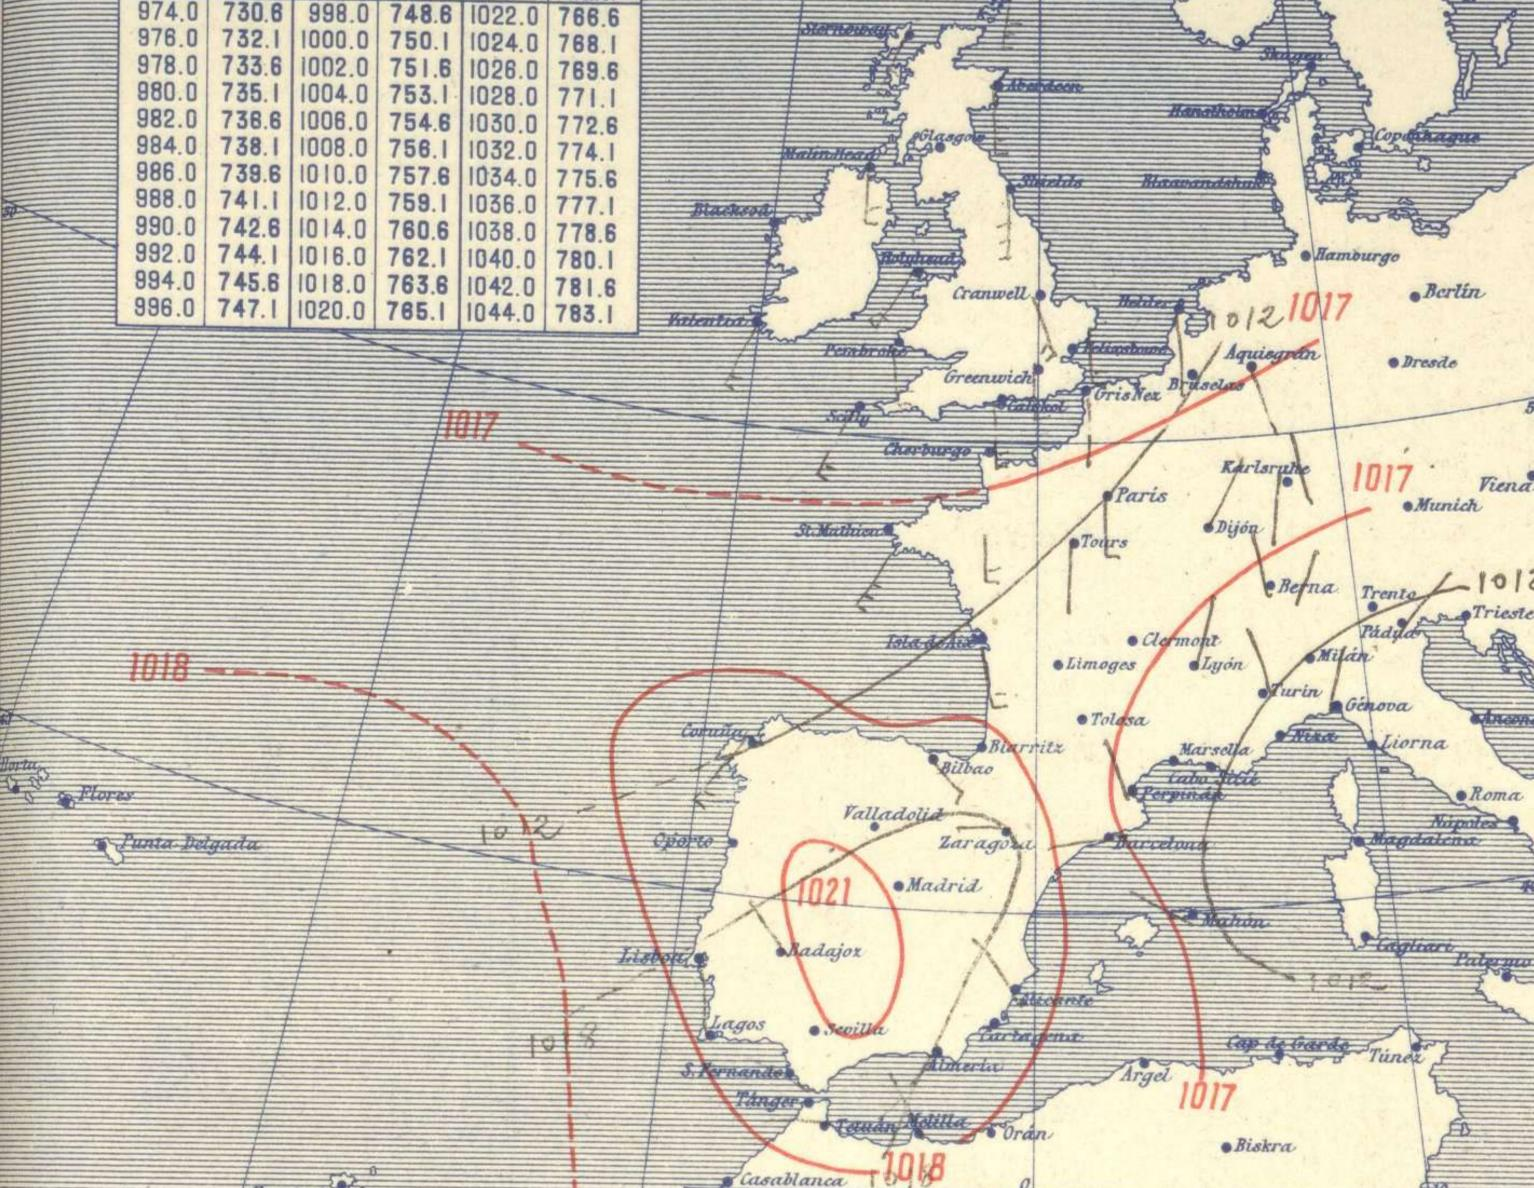 974.0 730.6 998.0 748.6 1022.0 766.6
976.0 732.1 1000.0 750.1 1024.0 768.1
978.0 733.6 1002.0 751.6 1026.0 769.6
980.0 735.1 1004.0 753.1 1028.0 771.1
982.0 736.6 1006.0 754.6 1030.0 772.6
984.0 738.1 1008.0 756.1 1032.0 774.1
986.0 739.6 1010.0 757.6 1034.0 775.6
988.0 741.1 1012.0 759.1 1036.0 777.1
990.0 742.6 1014.0 760.6 1038.0 778.6
992.0 744.1 1016.0 762.1 1040.0 780.1
994.0 745.6 1018.0 763.6 1042.0 781.6
996.0 747.1 1020.0 765.1 1044.0 783.1
Stornoway
Skagen
Aberdeen
Hanstholm
Glasgow
Copenhague
Malin Head
Shields
Blaavandshuk
Blacksod
Holyhead
Hamburgo
Cranwell
Helder
Berlín
1012
1017
Valentia
Pembroke
Felixstowe
Aquisgrán
Dresde
Greenwich
Bruselas
Calshot
GrisNez
Scilly
1017
Cherburgo
Karlsruhe
1017
Viena
París
Munich
St. Mathieu
Dijón
Tours
Berna
1012
Trento
Trieste
Pádua
Isla de Aix
Clermont
1018
Limoges
Lyón
Milán
Turín
Génova
Tolosa
Ancona
Coruña
Biarritz
Niza
Liorna
Marsella
Bilbao
Cabo Sicié
Horta
Flores
Perpiñán
Roma
Valladolid
Nápoles
1012
Punta Delgada
Oporto
Zaragoza
Barcelona
Magdalena
1021
Madrid
Mahón
Lisboa
Badajoz
Cagliari
Palermo
1012
Alicante
Lagos
Sevilla
Cartagena
1018
Cap de Garde
Túnez
S. Fernando
Almería
Argel
Tánger
1017
Tetuán
Melilla
Orán
Biskra
1018
Casablanca
0